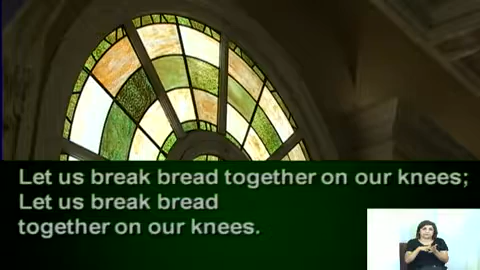 Let us break bread together on our knees;
Let us break bread
together on our knees.